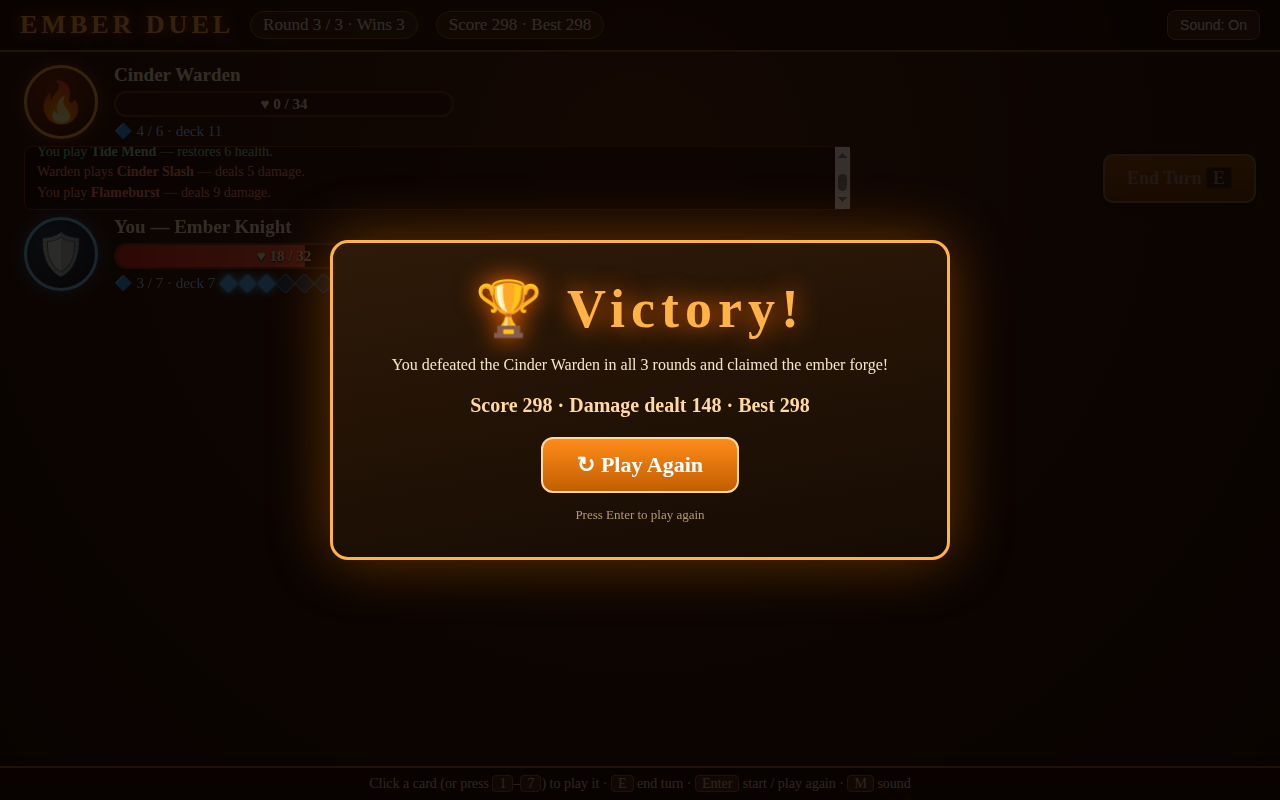 EMBER DUEL
Round 3 / 3 · Wins 3
Score 298 · Best 298
Sound: On
Cinder Warden
♥ 0 / 34
4 / 6 · deck 11
You play Tide Mend — restores 6 health.
Warden plays Cinder Slash — deals 5 damage.
You play Flameburst — deals 9 damage.
End Turn E
You — Ember Knight
♥ 18 / 32
3 / 7 · deck 7
🏆 Victory!
You defeated the Cinder Warden in all 3 rounds and claimed the ember forge!
Score 298 · Damage dealt 148 · Best 298
↻ Play Again
Press Enter to play again
Click a card (or press 1–7) to play it · E end turn · Enter start / play again · M sound